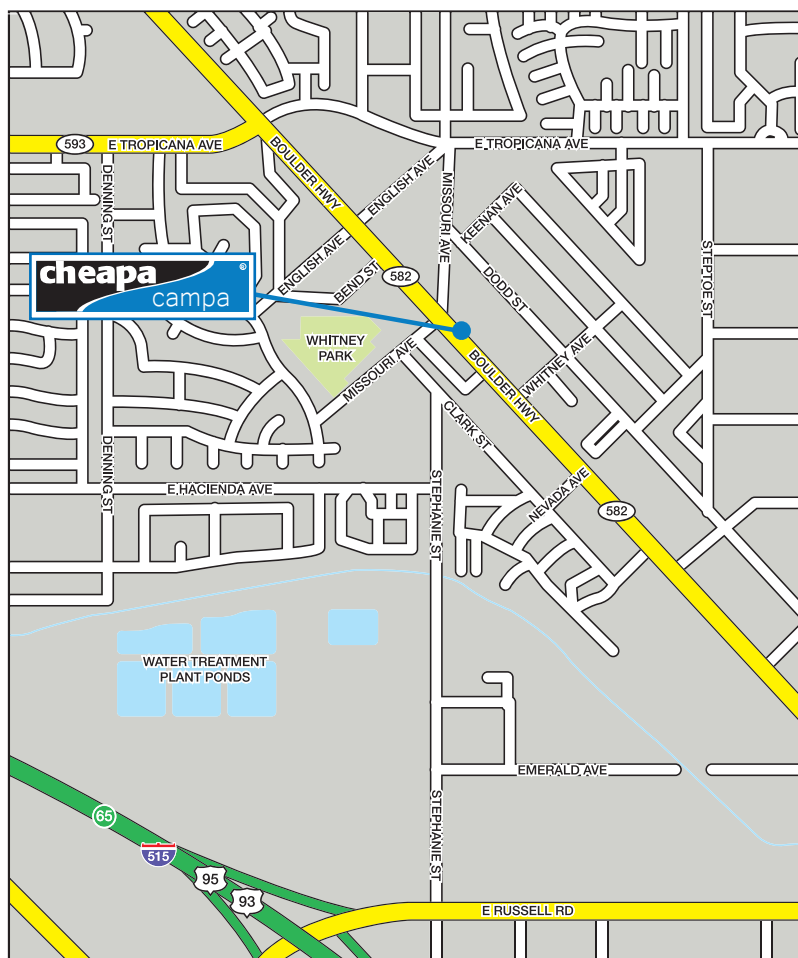 593
E TROPICANA AVE
E TROPICANA AVE
BOULDER HWY
ENGLISH AVE
MISSOURI AVE
KEENAN AVE
DENNING ST
ENGLISH AVE
BEND ST
582
DODD ST
STEPTOE ST
cheapa
campa
®
WHITNEY
PARK
MISSOURI AVE
BOULDER HWY
WHITNEY AVE
CLARK ST
DENNING ST
E HACIENDA AVE
STEPHANIE ST
NEVADA AVE
582
WATER TREATMENT
PLANT PONDS
EMERALD AVE
STEPHANIE ST
65
515
95
93
E RUSSELL RD